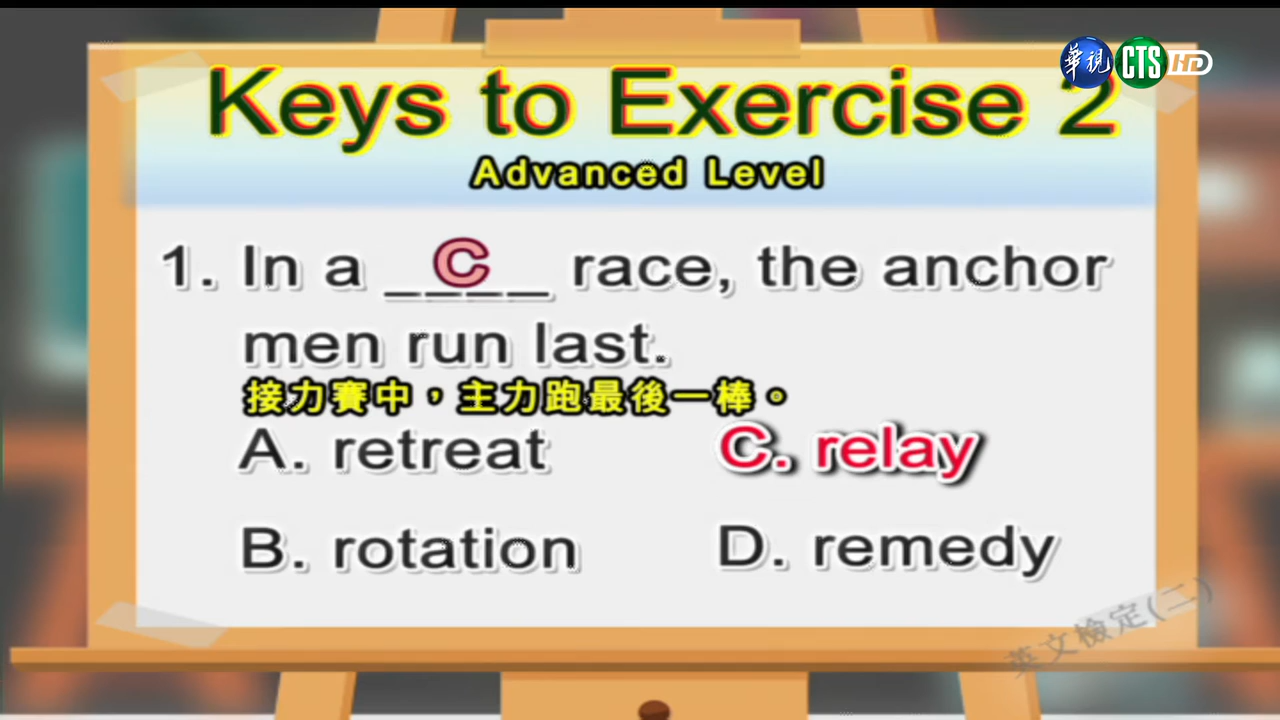 華視 CTS HD
Keys to Exercise 2
Advanced Level
1. In a __C__ race, the anchor
men run last.
接力賽中，主力跑最後一棒。
A. retreat
C. relay
B. rotation
D. remedy
英文檢定(二)